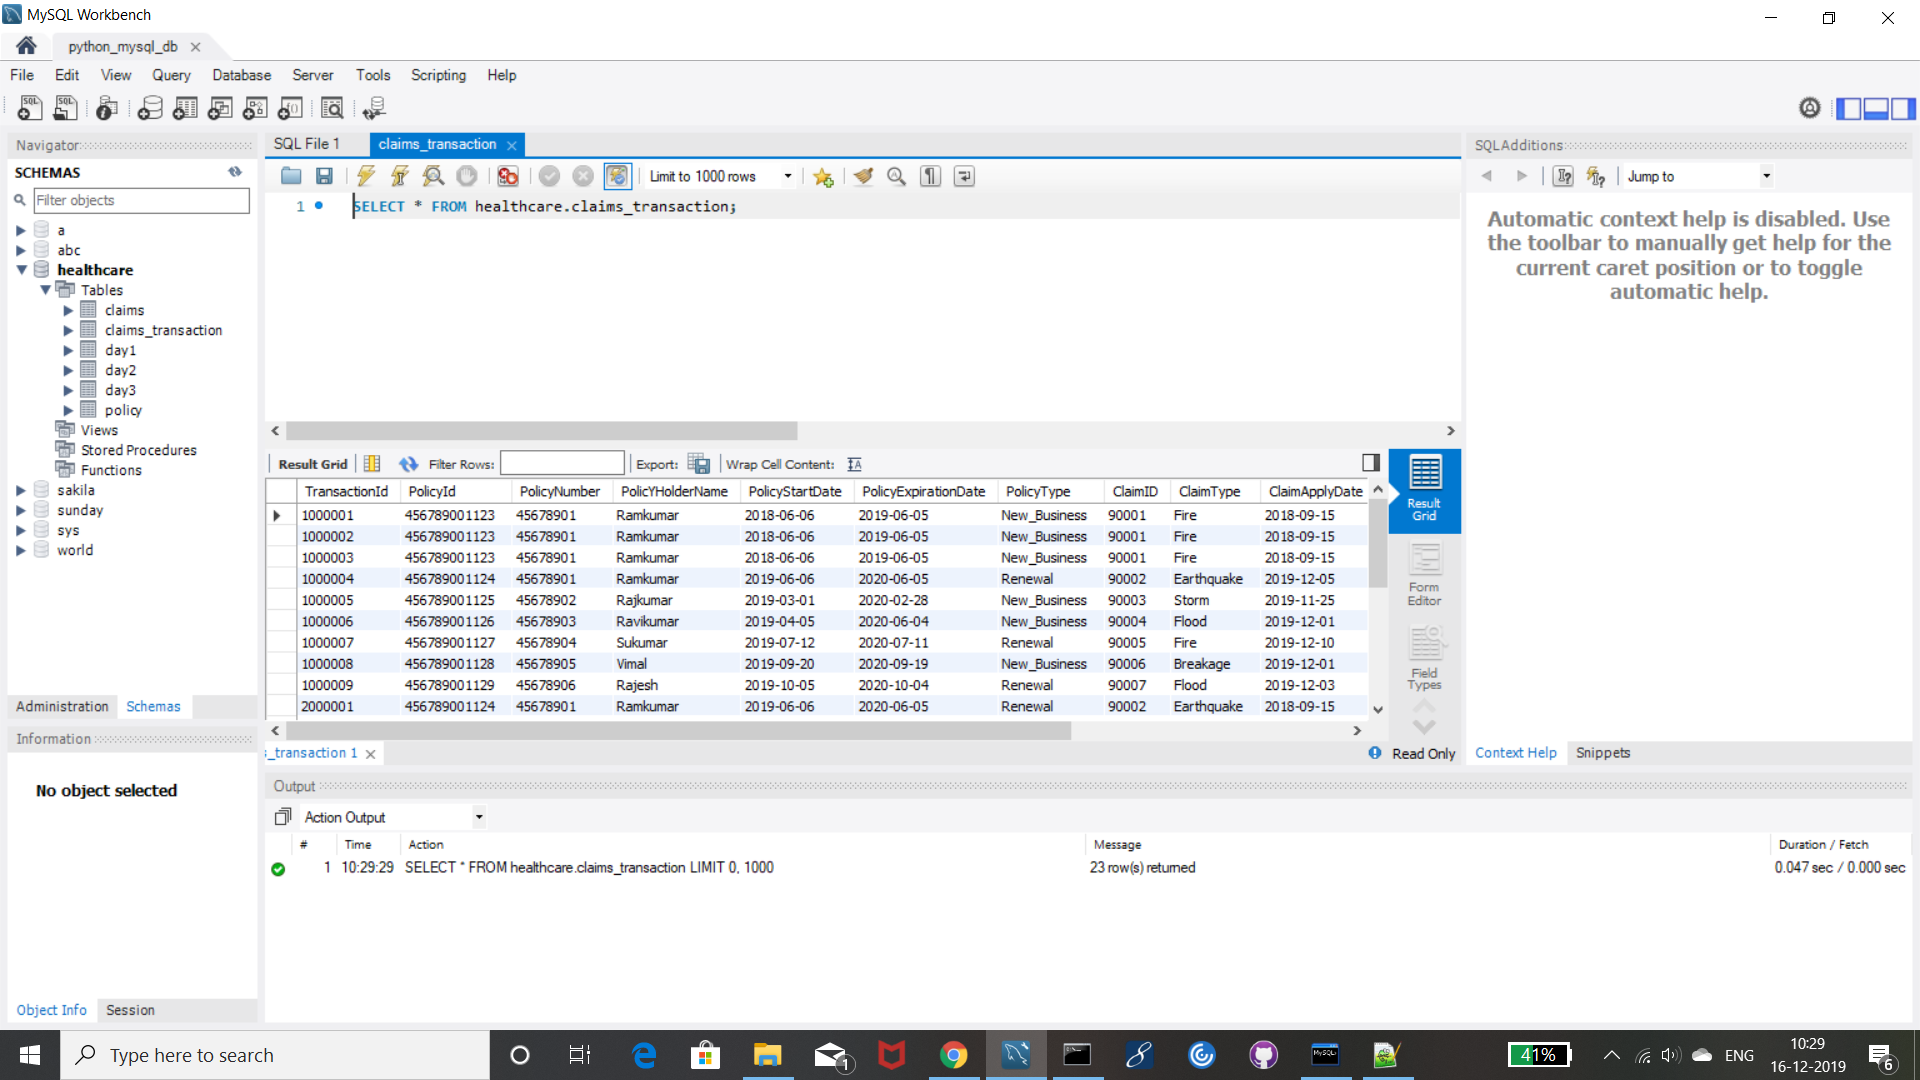 MySQL Workbench
python_mysql_db
File Edit View Query Database Server Tools Scripting Help
Navigator
SCHEMAS
Filter objects
a
abc
healthcare
Tables
claims
claims_transaction
day1
day2
day3
policy
Views
Stored Procedures
Functions
sakila
sunday
sys
world
Administration Schemas
Information
No object selected
Object Info Session
SQL File 1 claims_transaction
Limit to 1000 rows
1 SELECT * FROM healthcare.claims_transaction;
Result Grid Filter Rows: Export: Wrap Cell Content:
TransactionId PolicyId PolicyNumber PolicYHolderName PolicyStartDate PolicyExpirationDate PolicyType ClaimID ClaimType ClaimApplyDate
1000001 456789001123 45678901 Ramkumar 2018-06-06 2019-06-05 New_Business 90001 Fire 2018-09-15
1000002 456789001123 45678901 Ramkumar 2018-06-06 2019-06-05 New_Business 90001 Fire 2018-09-15
1000003 456789001123 45678901 Ramkumar 2018-06-06 2019-06-05 New_Business 90001 Fire 2018-09-15
1000004 456789001124 45678901 Ramkumar 2019-06-06 2020-06-05 Renewal 90002 Earthquake 2019-12-05
1000005 456789001125 45678902 Rajkumar 2019-03-01 2020-02-28 New_Business 90003 Storm 2019-11-25
1000006 456789001126 45678903 Ravikumar 2019-04-05 2020-06-04 New_Business 90004 Flood 2019-12-01
1000007 456789001127 45678904 Sukumar 2019-07-12 2020-07-11 Renewal 90005 Fire 2019-12-10
1000008 456789001128 45678905 Vimal 2019-09-20 2020-09-19 New_Business 90006 Breakage 2019-12-01
1000009 456789001129 45678906 Rajesh 2019-10-05 2020-10-04 Renewal 90007 Flood 2019-12-03
2000001 456789001124 45678901 Ramkumar 2019-06-06 2020-06-05 Renewal 90002 Earthquake 2018-09-15
Result
Grid
Form
Editor
Field
Types
s_transaction 1
Read Only
SQLAdditions
Jump to
Automatic context help is disabled. Use
the toolbar to manually get help for the
current caret position or to toggle
automatic help.
Context Help Snippets
Output
Action Output
# Time Action Message Duration / Fetch
1 10:29:29 SELECT * FROM healthcare.claims_transaction LIMIT 0, 1000 23 row(s) returned 0.047 sec / 0.000 sec
Type here to search
1
41%
ENG
10:29
16-12-2019
6